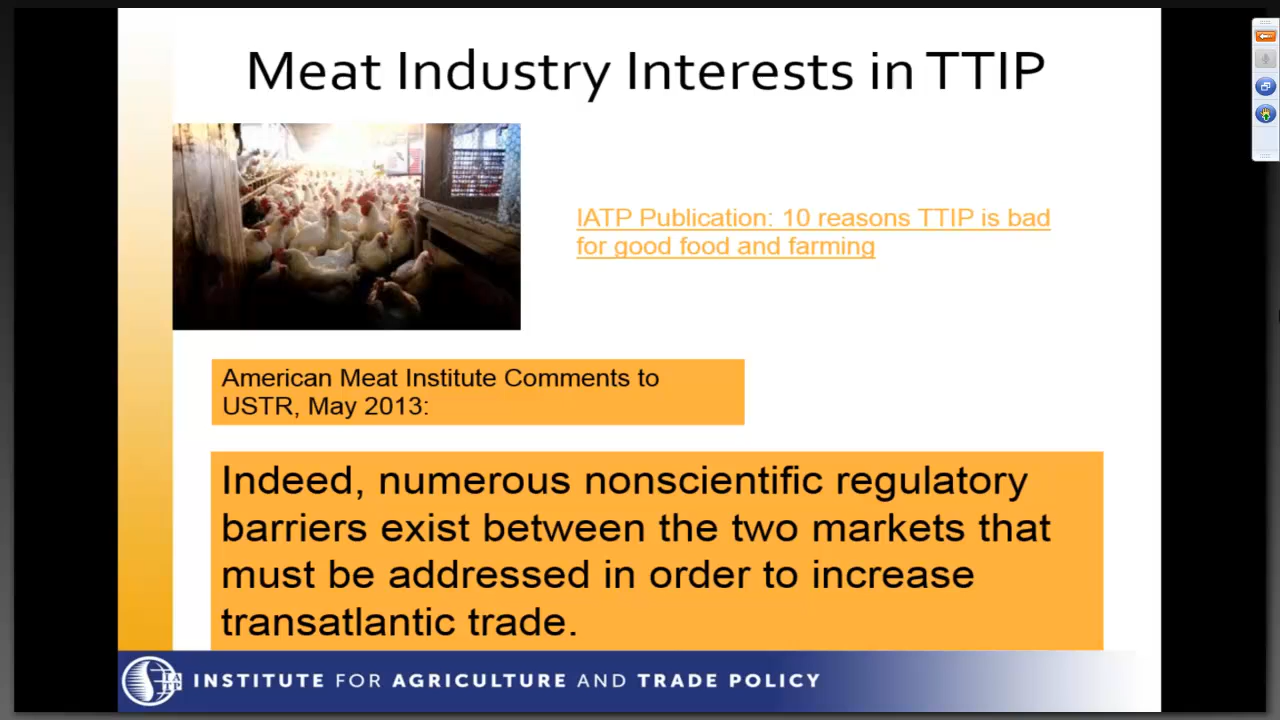 Meat Industry Interests in TTIP
IATP Publication: 10 reasons TTIP is bad
for good food and farming
American Meat Institute Comments to
USTR, May 2013:
Indeed, numerous nonscientific regulatory
barriers exist between the two markets that
must be addressed in order to increase
transatlantic trade.
INSTITUTE FOR AGRICULTURE AND TRADE POLICY